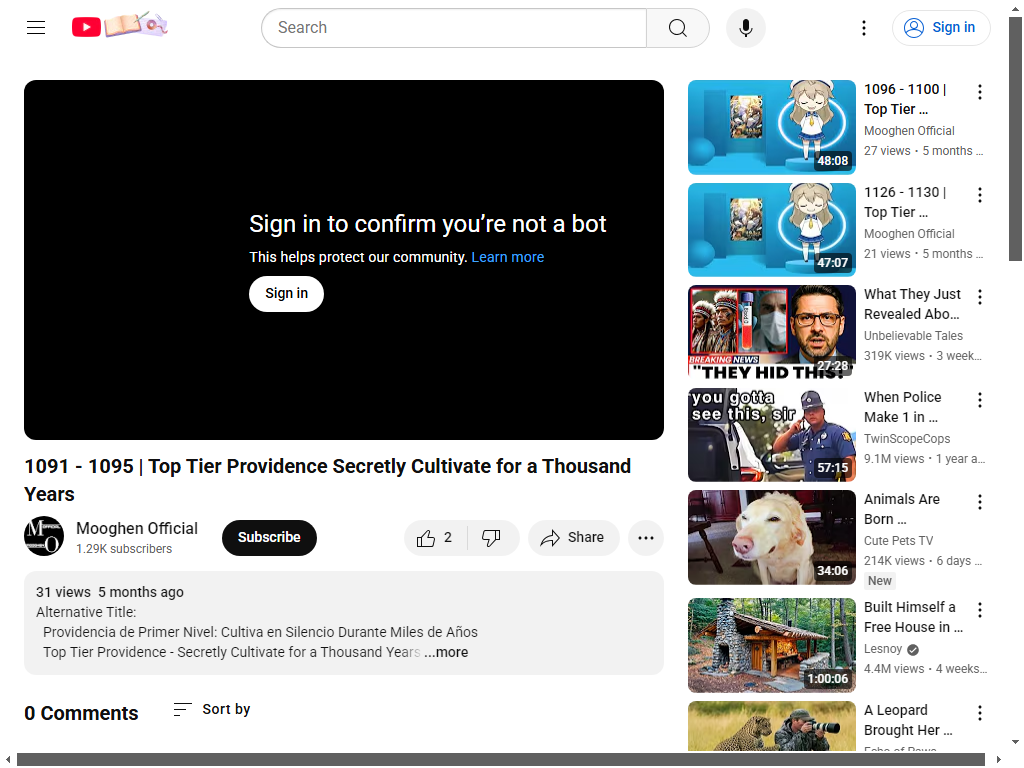 Search
Sign in
Sign in to confirm you’re not a bot
This helps protect our community. Learn more
Sign in
1091 - 1095 | Top Tier Providence Secretly Cultivate for a Thousand
Years
Mooghen Official
1.29K subscribers
Subscribe
2
Share
31 views 5 months ago
Alternative Title:
Providencia de Primer Nivel: Cultiva en Silencio Durante Miles de Años
Top Tier Providence - Secretly Cultivate for a Thousand Years ...more
0 Comments
Sort by
48:08
1096 - 1100 |
Top Tier …
Mooghen Official
27 views • 5 months …
47:07
1126 - 1130 |
Top Tier …
Mooghen Official
21 views • 5 months …
BREAKING NEWS
"THEY HID THIS!"
27:28
What They Just
Revealed Abo…
Unbelievable Tales
319K views • 3 week…
you gotta
see this, sir
57:15
When Police
Make 1 in …
TwinScopeCops
9.1M views • 1 year a…
34:06
Animals Are
Born …
Cute Pets TV
214K views • 6 days …
New
1:00:06
Built Himself a
Free House in …
Lesnoy
4.4M views • 4 weeks…
A Leopard
Brought Her …